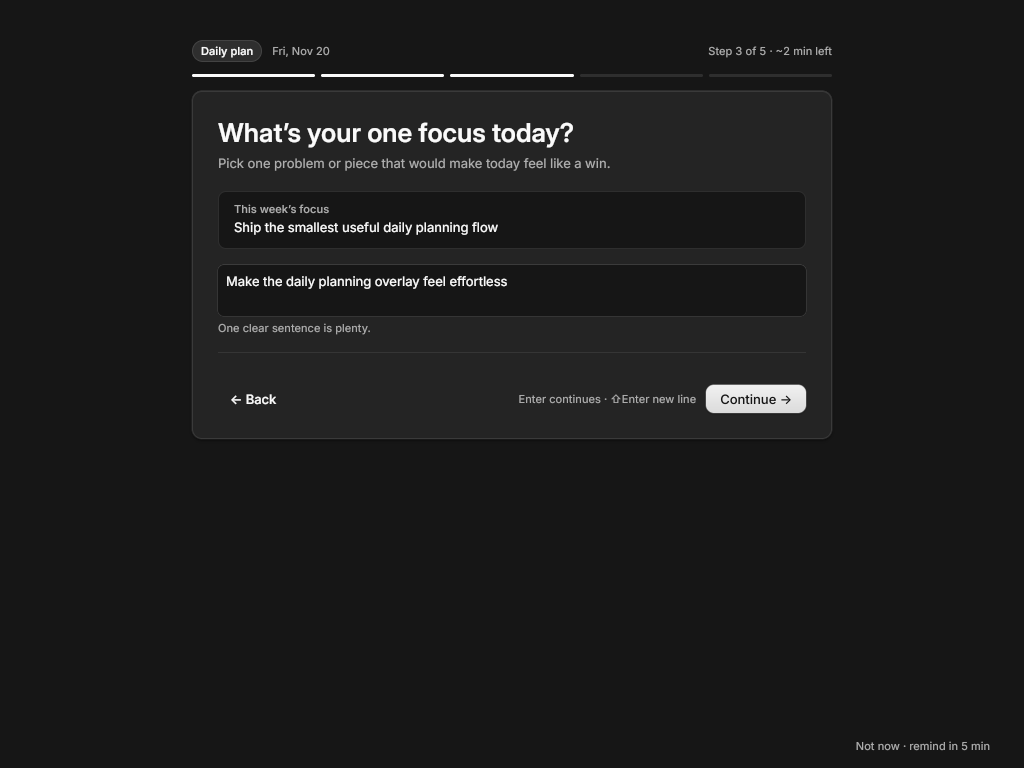 Daily plan Fri, Nov 20 Step 3 of 5 · ~2 min left
What’s your one focus today?
Pick one problem or piece that would make today feel like a win.
This week’s focus
Ship the smallest useful daily planning flow
Make the daily planning overlay feel effortless
One clear sentence is plenty.
← Back Enter continues · ⇧Enter new line Continue →
Not now · remind in 5 min